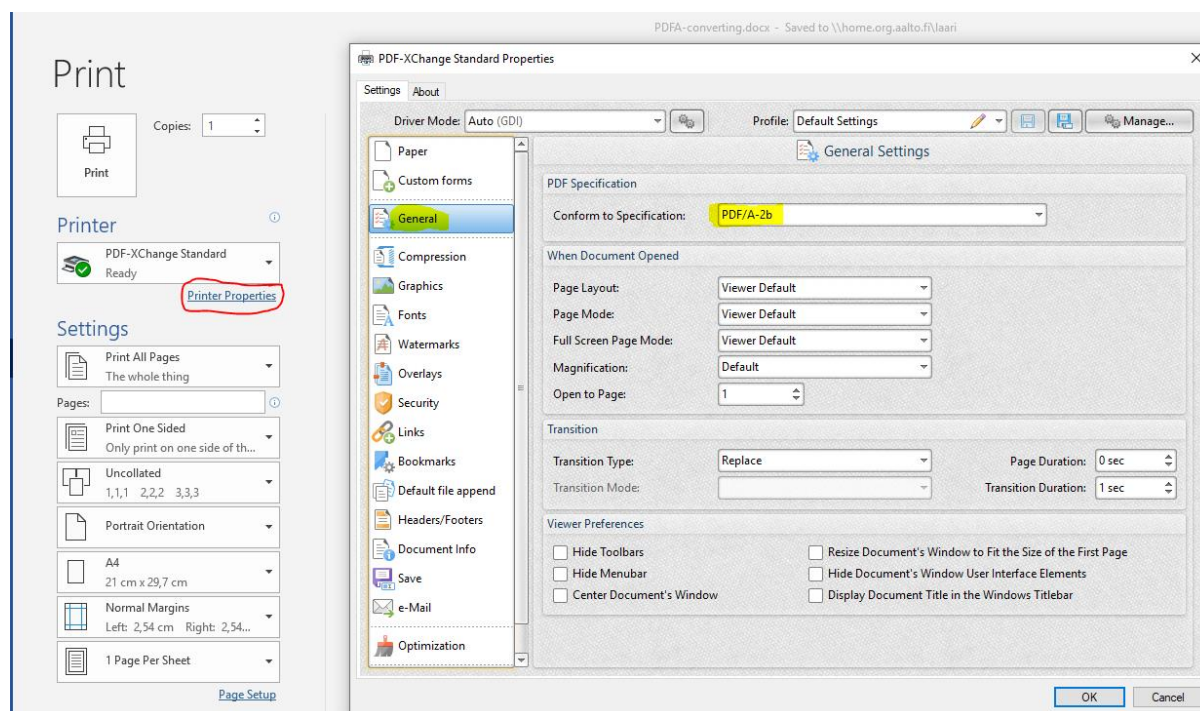 PDFA-converting.docx - Saved to \\home.org.aalto.fi\laari
Print
Copies: 1
Print
Printer
PDF-XChange Standard
Ready
Printer Properties
Settings
Print All Pages
The whole thing
Pages:
Print One Sided
Only print on one side of th...
Uncollated
1,1,1 2,2,2 3,3,3
Portrait Orientation
A4
21 cm x 29,7 cm
Normal Margins
Left: 2,54 cm Right: 2,54...
1 Page Per Sheet
Page Setup
PDF-XChange Standard Properties
Settings About
Driver Mode: Auto (GDI) Profile: Default Settings Manage...
Paper
Custom forms
General
Compression
Graphics
Fonts
Watermarks
Overlays
Security
Links
Bookmarks
Default file append
Headers/Footers
Document Info
Save
e-Mail
Optimization
General Settings
PDF Specification
Conform to Specification: PDF/A-2b
When Document Opened
Page Layout: Viewer Default
Page Mode: Viewer Default
Full Screen Page Mode: Viewer Default
Magnification: Default
Open to Page: 1
Transition
Transition Type: Replace Page Duration: 0 sec
Transition Mode: Transition Duration: 1 sec
Viewer Preferences
Hide Toolbars Resize Document's Window to Fit the Size of the First Page
Hide Menubar Hide Document's Window User Interface Elements
Center Document's Window Display Document Title in the Windows Titlebar
OK Cancel